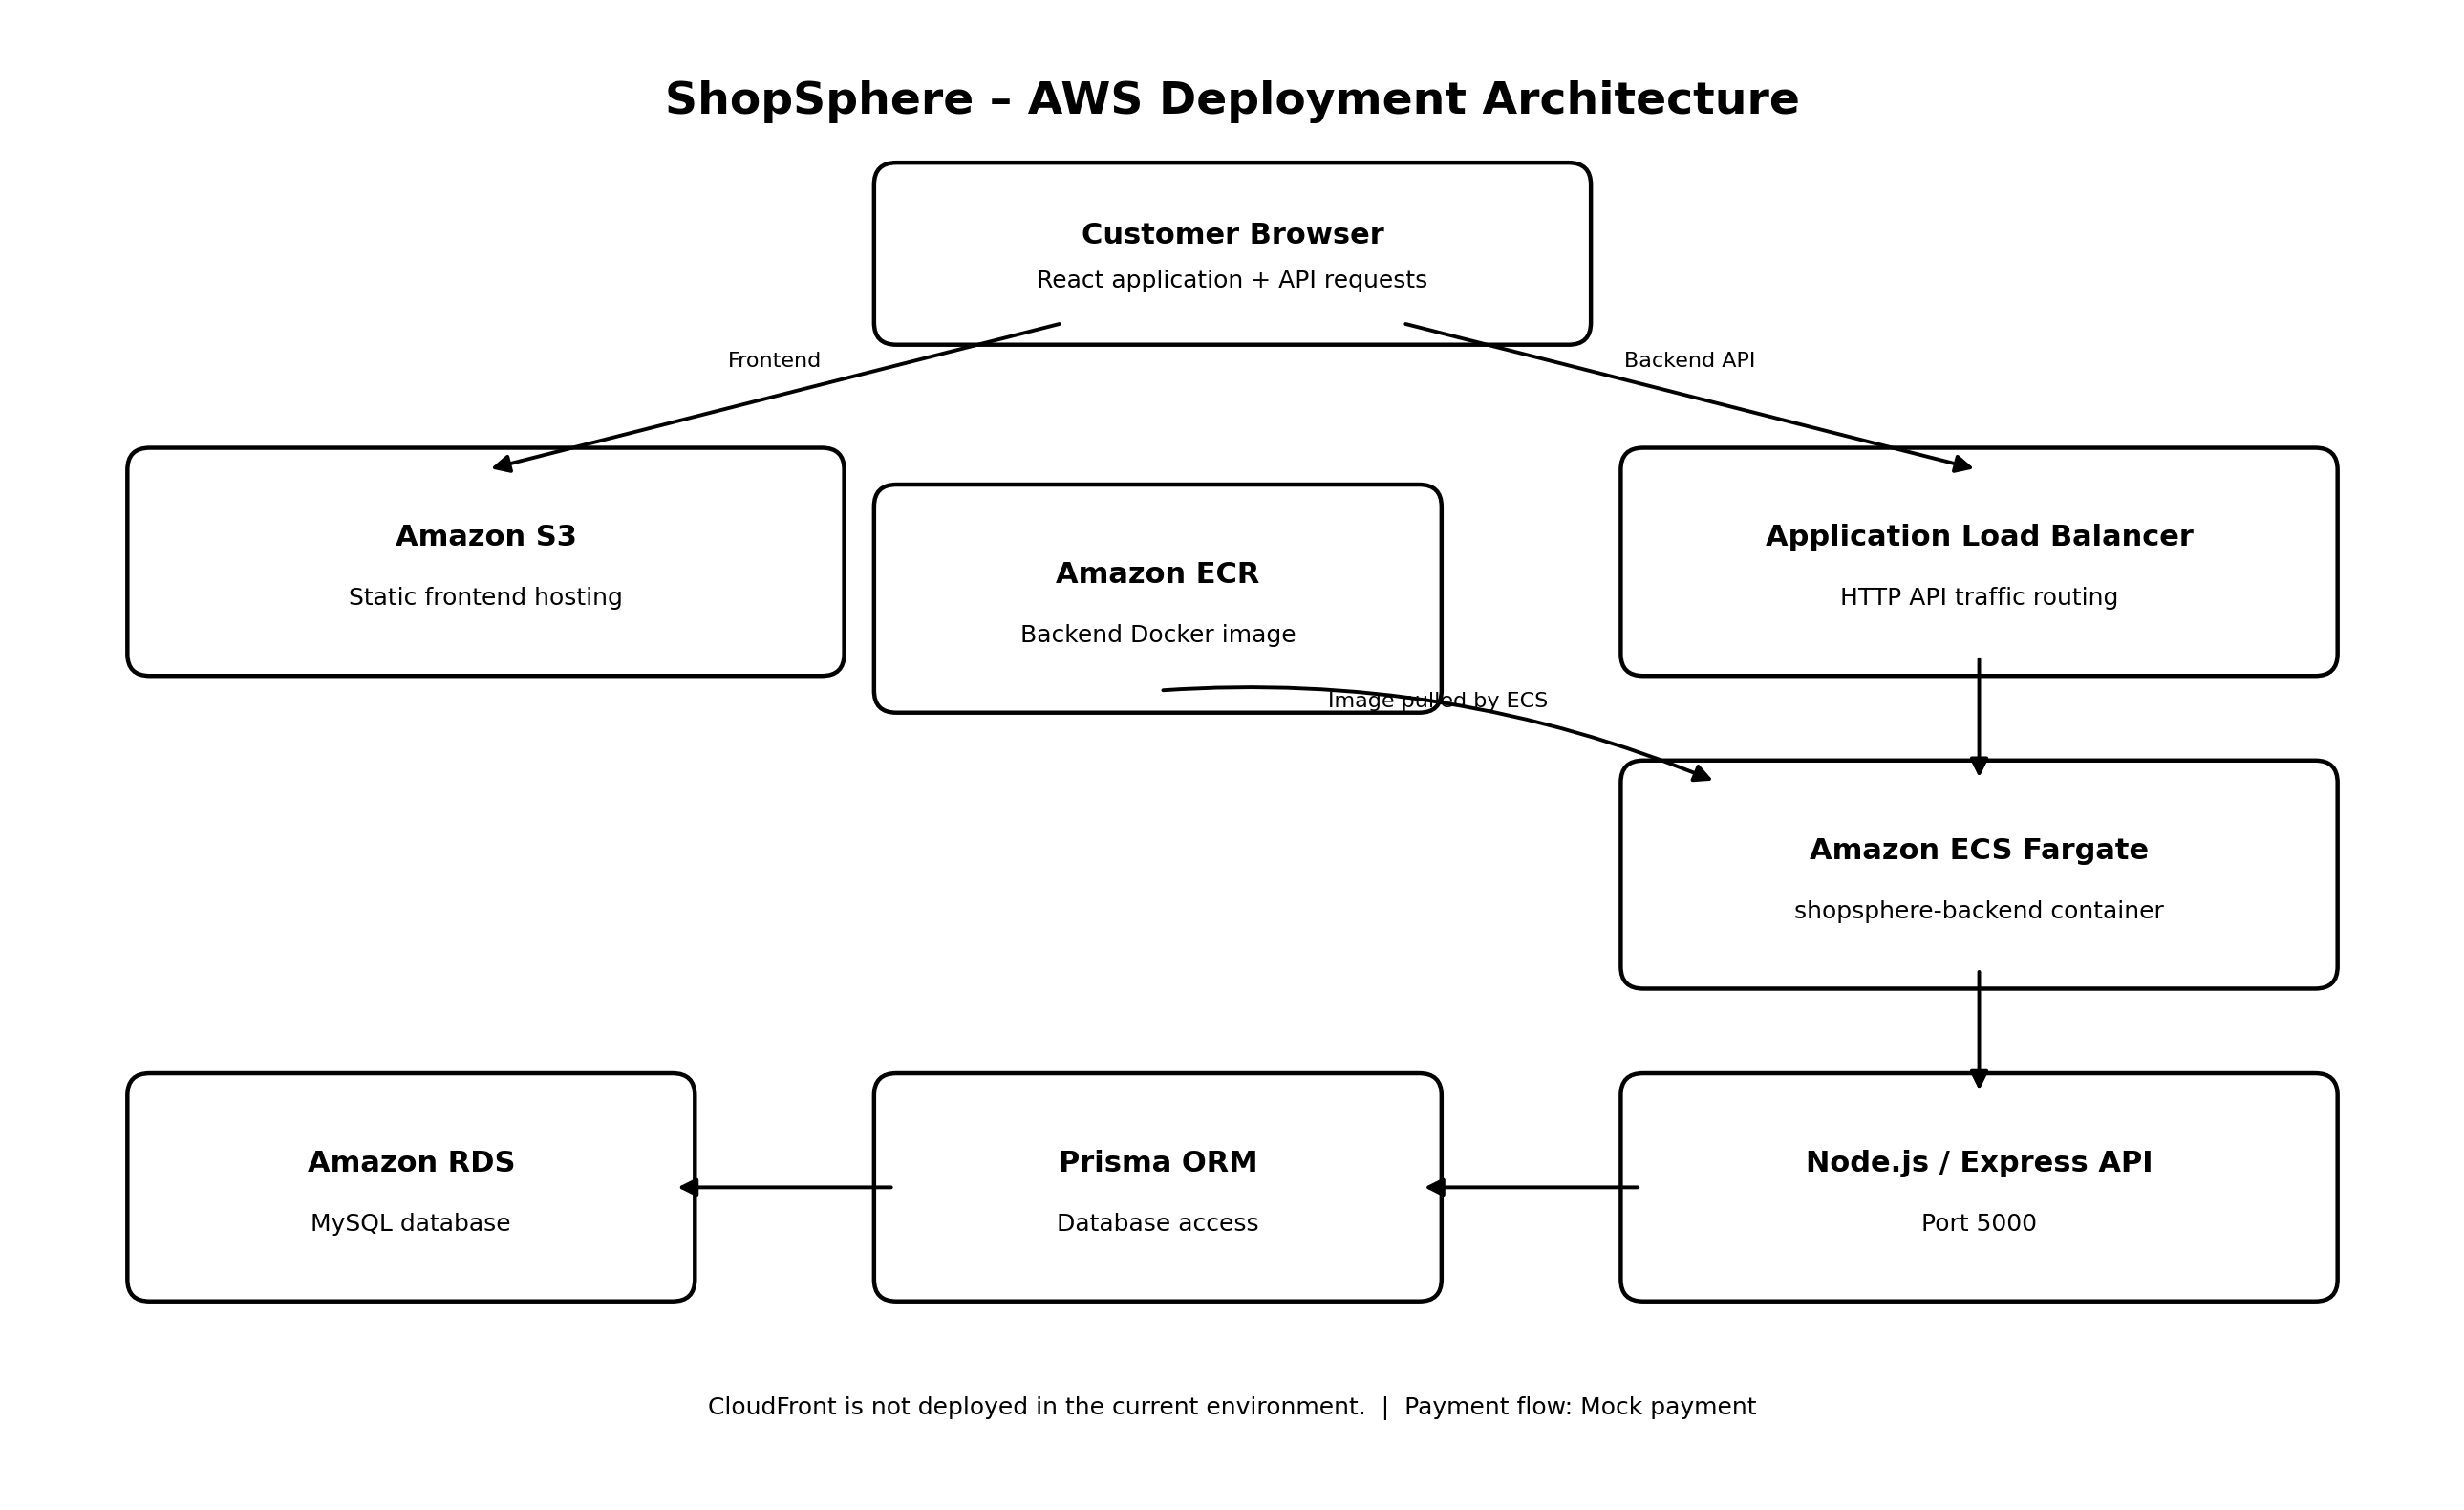 ShopSphere – AWS Deployment Architecture
Customer Browser
React application + API requests
Frontend
Backend API
Amazon S3
Static frontend hosting
Amazon ECR
Backend Docker image
Application Load Balancer
HTTP API traffic routing
Image pulled by ECS
Amazon ECS Fargate
shopsphere-backend container
Amazon RDS
MySQL database
Prisma ORM
Database access
Node.js / Express API
Port 5000
CloudFront is not deployed in the current environment.  |  Payment flow: Mock payment